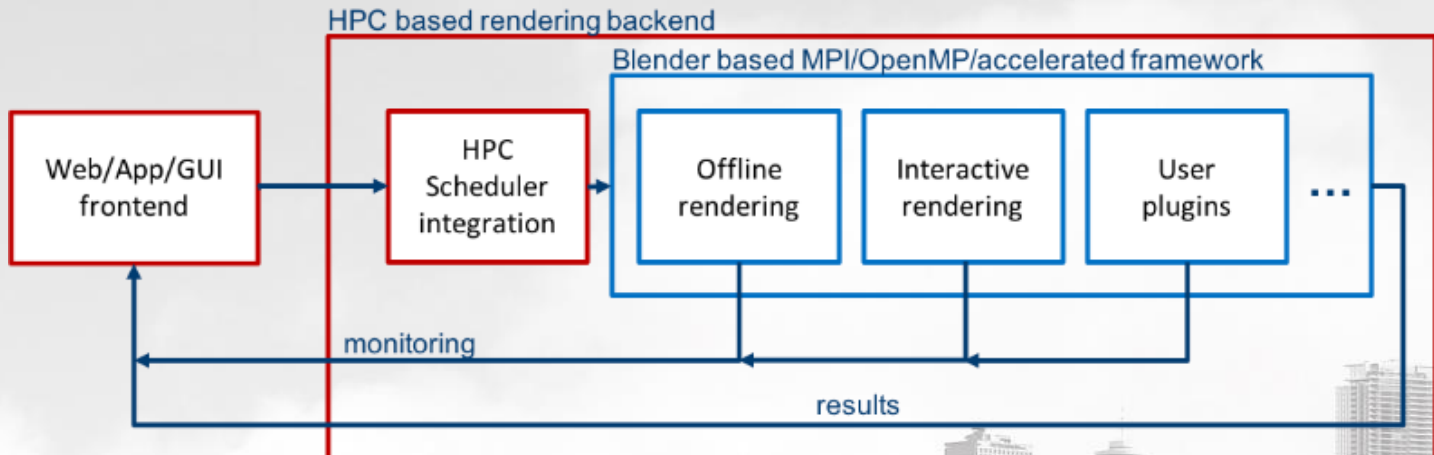 HPC based rendering backend
Blender based MPI/OpenMP/accelerated framework
Web/App/GUI
frontend
HPC
Scheduler
integration
Offline
rendering
Interactive
rendering
User
plugins
...
monitoring
results